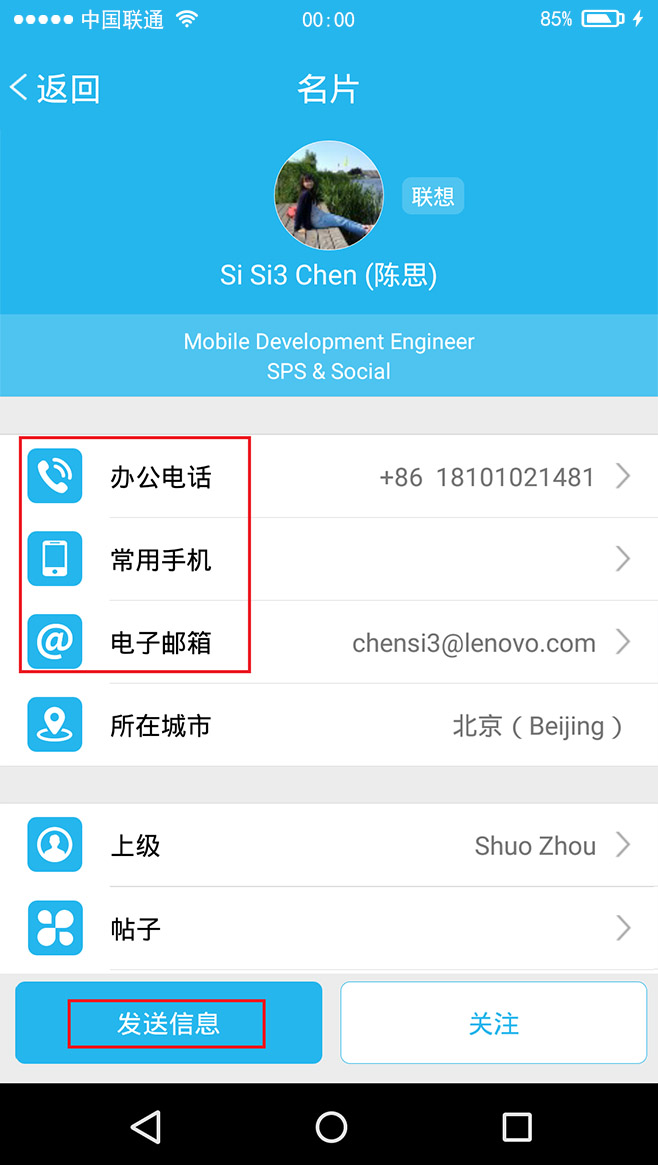 中国联通 00:00 85%
返回 名片
联想
Si Si3 Chen (陈思)
Mobile Development Engineer
SPS & Social
办公电话 +86 18101021481
常用手机
电子邮箱 chensi3@lenovo.com
所在城市 北京（Beijing）
上级 Shuo Zhou
帖子
发送信息 关注